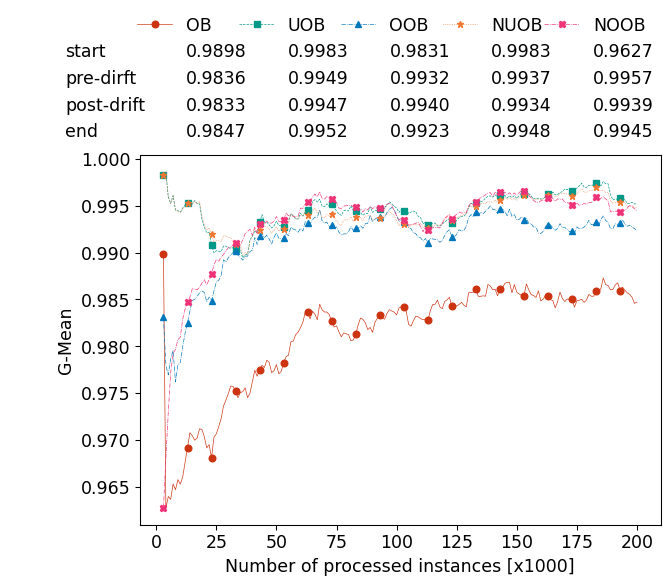 OB UOB OOB NUOB NOOB
start 0.9898 0.9983 0.9831 0.9983 0.9627
pre-dirft 0.9836 0.9949 0.9932 0.9937 0.9957
post-drift 0.9833 0.9947 0.9940 0.9934 0.9939
end 0.9847 0.9952 0.9923 0.9948 0.9945
1.000
0.995
0.990
0.985
0.980
0.975
0.970
0.965
G-Mean
0 25 50 75 100 125 150 175 200
Number of processed instances [x1000]